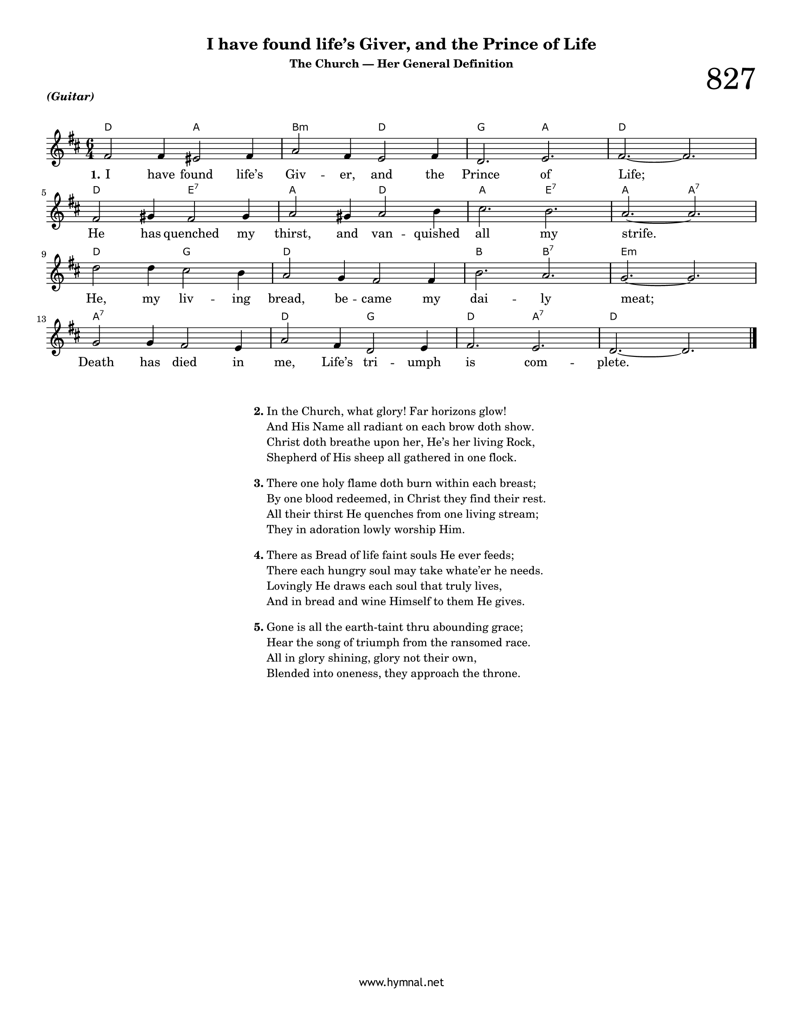 I have found life's Giver, and the Prince of Life
The Church — Her General Definition
827
(Guitar)
D A Bm D G A D
6 4
1. I have found life's Giv - er, and the Prince of Life;
5
D E7 A D A E7 A A7
He has quenched my thirst, and van - quished all my strife.
9
D G D B B7 Em
He, my liv - ing bread, be - came my dai - ly meat;
13
A7 D G D A7 D
Death has died in me, Life's tri - umph is com - plete.
2. In the Church, what glory! Far horizons glow!
And His Name all radiant on each brow doth show.
Christ doth breathe upon her, He's her living Rock,
Shepherd of His sheep all gathered in one flock.
3. There one holy flame doth burn within each breast;
By one blood redeemed, in Christ they find their rest.
All their thirst He quenches from one living stream;
They in adoration lowly worship Him.
4. There as Bread of life faint souls He ever feeds;
There each hungry soul may take whate'er he needs.
Lovingly He draws each soul that truly lives,
And in bread and wine Himself to them He gives.
5. Gone is all the earth-taint thru abounding grace;
Hear the song of triumph from the ransomed race.
All in glory shining, glory not their own,
Blended into oneness, they approach the throne.
www.hymnal.net